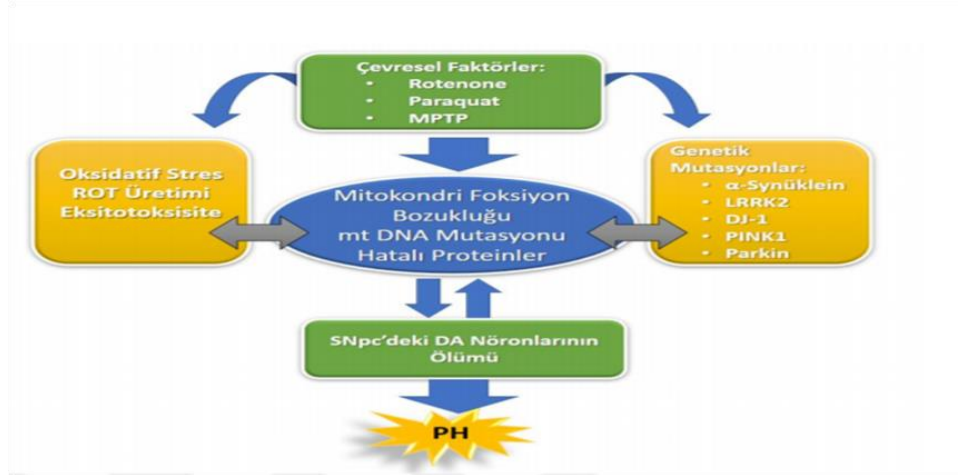 Çevresel Faktörler:
• Rotenone
• Paraquat
• MPTP
Oksidatif Stres
ROT Üretimi
Eksitotoksisite
Mitokondri Foksiyon
Bozukluğu
mt DNA Mutasyonu
Hatalı Proteinler
Genetik
Mutasyonlar:
• α-Synüklein
• LRRK2
• DJ-1
• PINK1
• Parkin
SNpc'deki DA Nöronlarının
Ölümü
PH